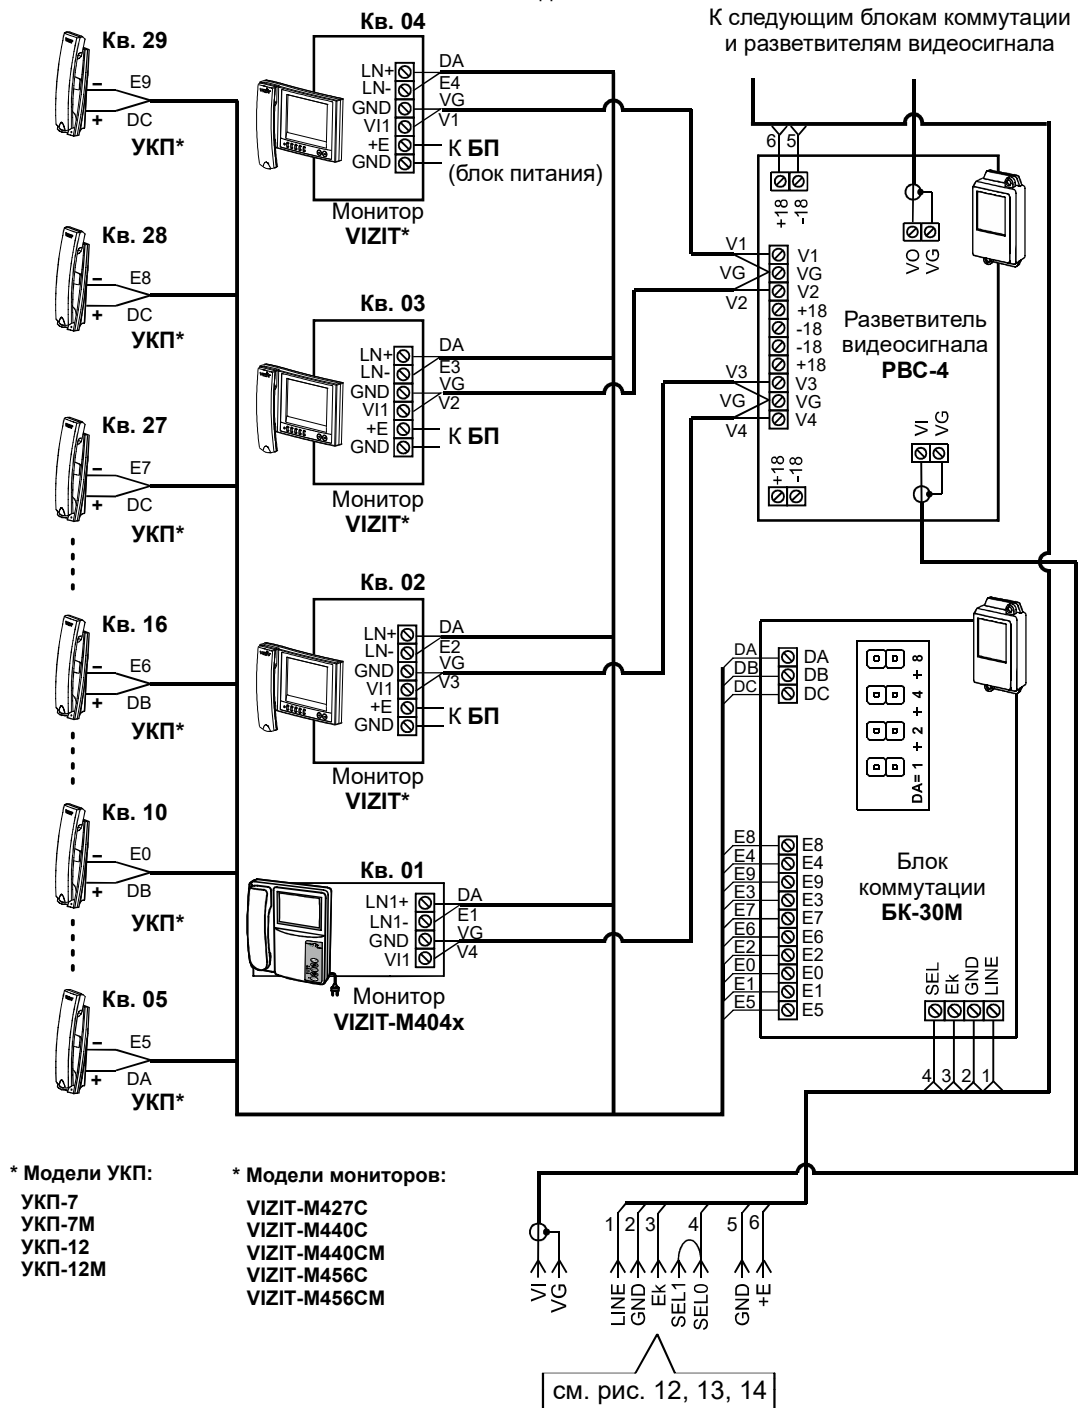 К следующим блокам коммутации
и разветвителям видеосигнала
Кв. 29
–
E9
+
DC
УКП*
Кв. 28
–
E8
+
DC
УКП*
Кв. 27
–
E7
+
DC
УКП*
Кв. 16
–
E6
+
DB
УКП*
Кв. 10
–
E0
+
DB
УКП*
Кв. 05
–
E5
+
DA
УКП*
Кв. 04
LN+
LN-
GND
VI1
+E
GND
DA
E4
VG
V1
К БП
(блок питания)
Монитор
VIZIT*
Кв. 03
LN+
LN-
GND
VI1
+E
GND
DA
E3
VG
V2
К БП
Монитор
VIZIT*
Кв. 02
LN+
LN-
GND
VI1
+E
GND
DA
E2
VG
V3
К БП
Монитор
VIZIT*
Кв. 01
LN1+
LN1-
GND
VI1
DA
E1
VG
V4
Монитор
VIZIT-M404x
6
5
+18
-18
VO
VG
V1
VG
V2
V3
VG
V4
V1
VG
V2
+18
-18
-18
+18
V3
VG
V4
Разветвитель
видеосигнала
РВС-4
VI
VG
+18
-18
DA
DB
DC
DA
DB
DC
DA= 1 + 2 + 4 + 8
E8
E4
E9
E3
E7
E6
E2
E0
E1
E5
E8
E4
E9
E3
E7
E6
E2
E0
E1
E5
Блок
коммутации
БК-30М
SEL
Ek
GND
LINE
4
3
2
1
* Модели УКП:
УКП-7
УКП-7М
УКП-12
УКП-12М
* Модели мониторов:
VIZIT-M427C
VIZIT-M440C
VIZIT-M440CM
VIZIT-M456C
VIZIT-M456CM
1
2
3
4
5
6
VI
VG
LINE
GND
Ek
SEL1
SEL0
GND
+E
см. рис. 12, 13, 14